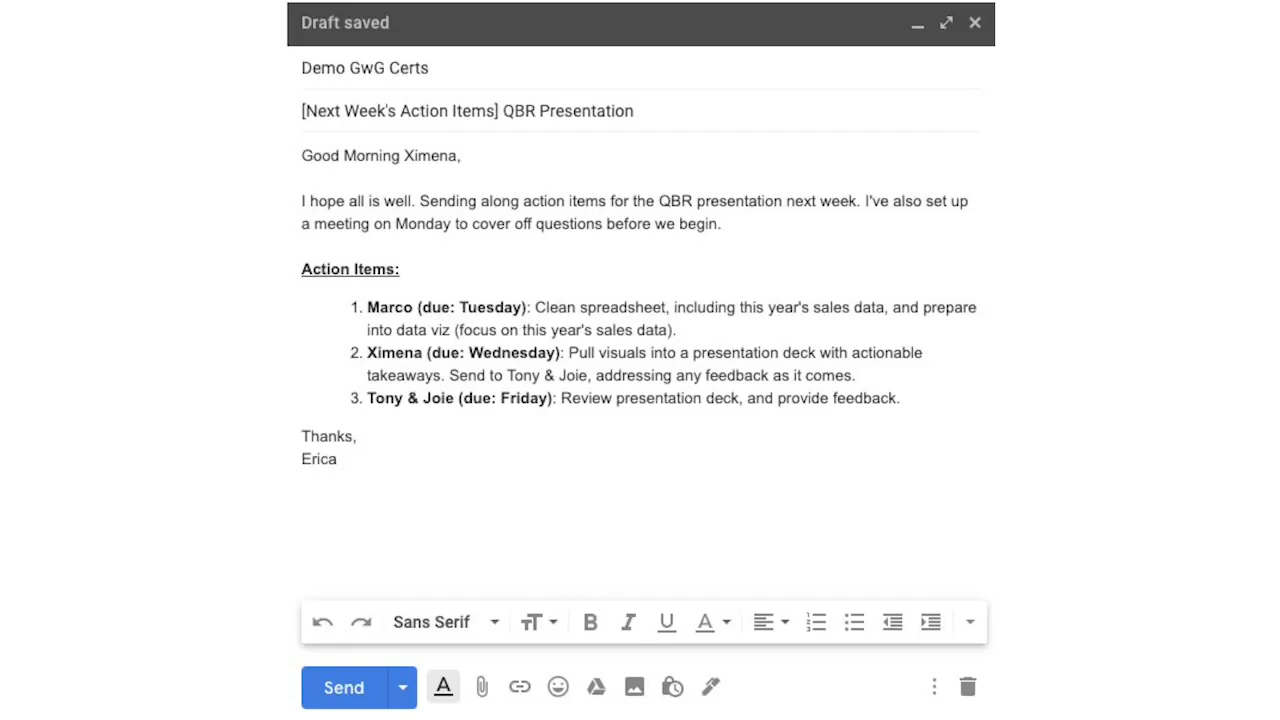 Draft saved
Demo GwG Certs
[Next Week's Action Items] QBR Presentation
Good Morning Ximena,
I hope all is well. Sending along action items for the QBR presentation next week. I've also set up
a meeting on Monday to cover off questions before we begin.
Action Items:
1. Marco (due: Tuesday): Clean spreadsheet, including this year's sales data, and prepare
into data viz (focus on this year's sales data).
2. Ximena (due: Wednesday): Pull visuals into a presentation deck with actionable
takeaways. Send to Tony & Joie, addressing any feedback as it comes.
3. Tony & Joie (due: Friday): Review presentation deck, and provide feedback.
Thanks,
Erica
Sans Serif
Send